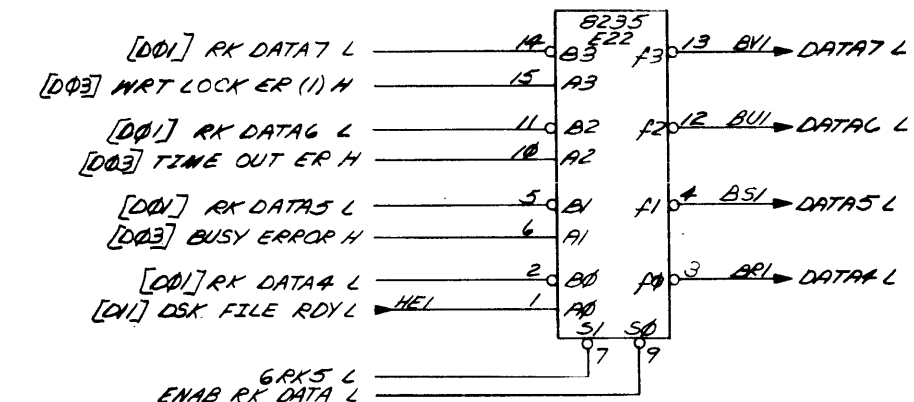 8235
E22
[DØ1] RK DATA7 L 14 B3 f3 13 BV1 DATA7 L
[DØ3] WRT LOCK ER (1) H 15 A3
[DØ1] RK DATA6 L 11 B2 f2 12 BU1 DATA6 L
[DØ3] TIME OUT ER H 1Ø A2
[DØ1] RK DATA5 L 5 B1 f1 4 BS1 DATA5 L
[DØ3] BUSY ERROR H 6 A1
[DØ1] RK DATA4 L 2 BØ fØ 3 BR1 DATA4 L
[D11] DSK FILE RDY L HE1 1 AØ
S1 SØ
7 9
6RK5 L
ENAB RK DATA L